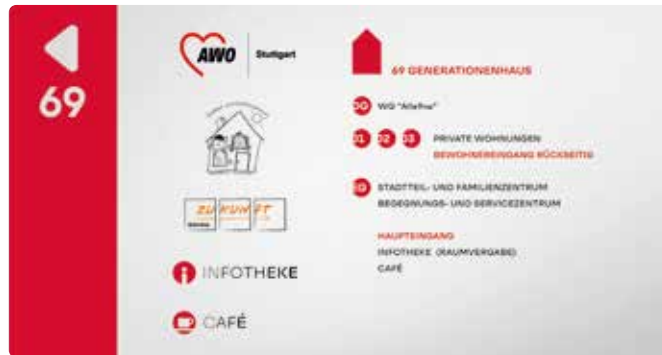 69
AWO
Stuttgart
ZUKUNFT
INFOTHEKE
CAFÉ
69 GENERATIONENHAUS
DG WG
01 02 03 PRIVATE WOHNUNGEN
BEWOHNEREINGANG RÜCKSEITIG
EG STADTTEIL- UND FAMILIENZENTRUM
BEGEGNUNGS- UND SERVICEZENTRUM
HAUPTEINGANG
INFOTHEKE (RAUMVERGABE)
CAFÉ